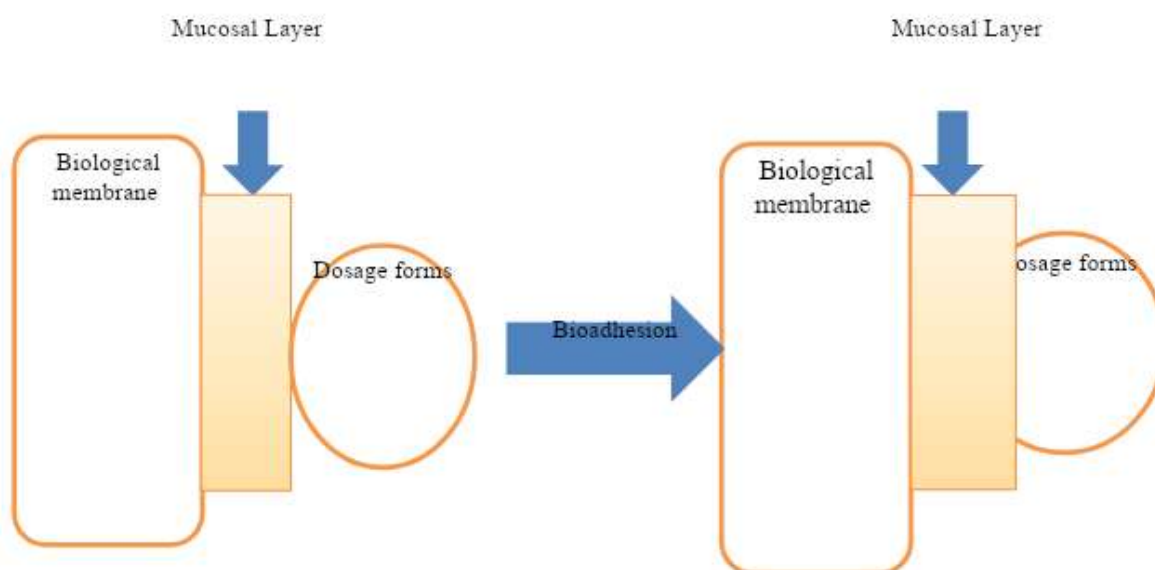 Mucosal Layer
Mucosal Layer
Biological
membrane
Biological
membrane
Dosage forms
osage forms
Bioadhesion